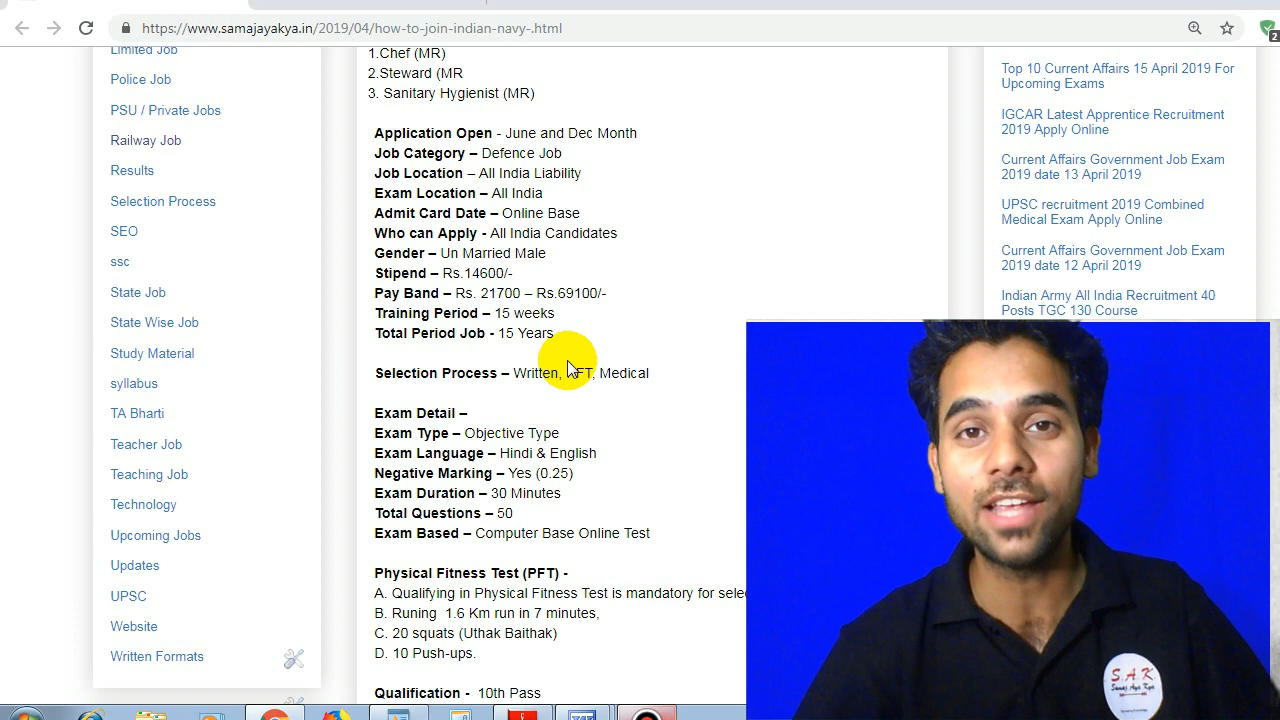 https://www.samajayakya.in/2019/04/how-to-join-indian-navy-.html
2
Limited Job
Police Job
PSU / Private Jobs
Railway Job
Results
Selection Process
SEO
ssc
State Job
State Wise Job
Study Material
syllabus
TA Bharti
Teacher Job
Teaching Job
Technology
Upcoming Jobs
Updates
UPSC
Website
Written Formats
1.Chef (MR)
2.Steward (MR
3. Sanitary Hygienist (MR)
Application Open - June and Dec Month
Job Category – Defence Job
Job Location – All India Liability
Exam Location – All India
Admit Card Date – Online Base
Who can Apply - All India Candidates
Gender – Un Married Male
Stipend – Rs.14600/-
Pay Band – Rs. 21700 – Rs.69100/-
Training Period – 15 weeks
Total Period Job - 15 Years
Selection Process – Written, Medical
Exam Detail –
Exam Type – Objective Type
Exam Language – Hindi & English
Negative Marking – Yes (0.25)
Exam Duration – 30 Minutes
Total Questions – 50
Exam Based – Computer Base Online Test
Physical Fitness Test (PFT) -
A. Qualifying in Physical Fitness Test is mandatory for
B. Runing 1.6 Km run in 7 minutes,
C. 20 squats (Uthak Baithak)
D. 10 Push-ups.
Qualification - 10th Pass
Top 10 Current Affairs 15 April 2019 For
Upcoming Exams
IGCAR Latest Apprentice Recruitment
2019 Apply Online
Current Affairs Government Job Exam
2019 date 13 April 2019
UPSC recruitment 2019 Combined
Medical Exam Apply Online
Current Affairs Government Job Exam
2019 date 12 April 2019
Indian Army All India Recruitment 40
Posts TGC 130 Course
S.A.K
Samaj Aya Kya